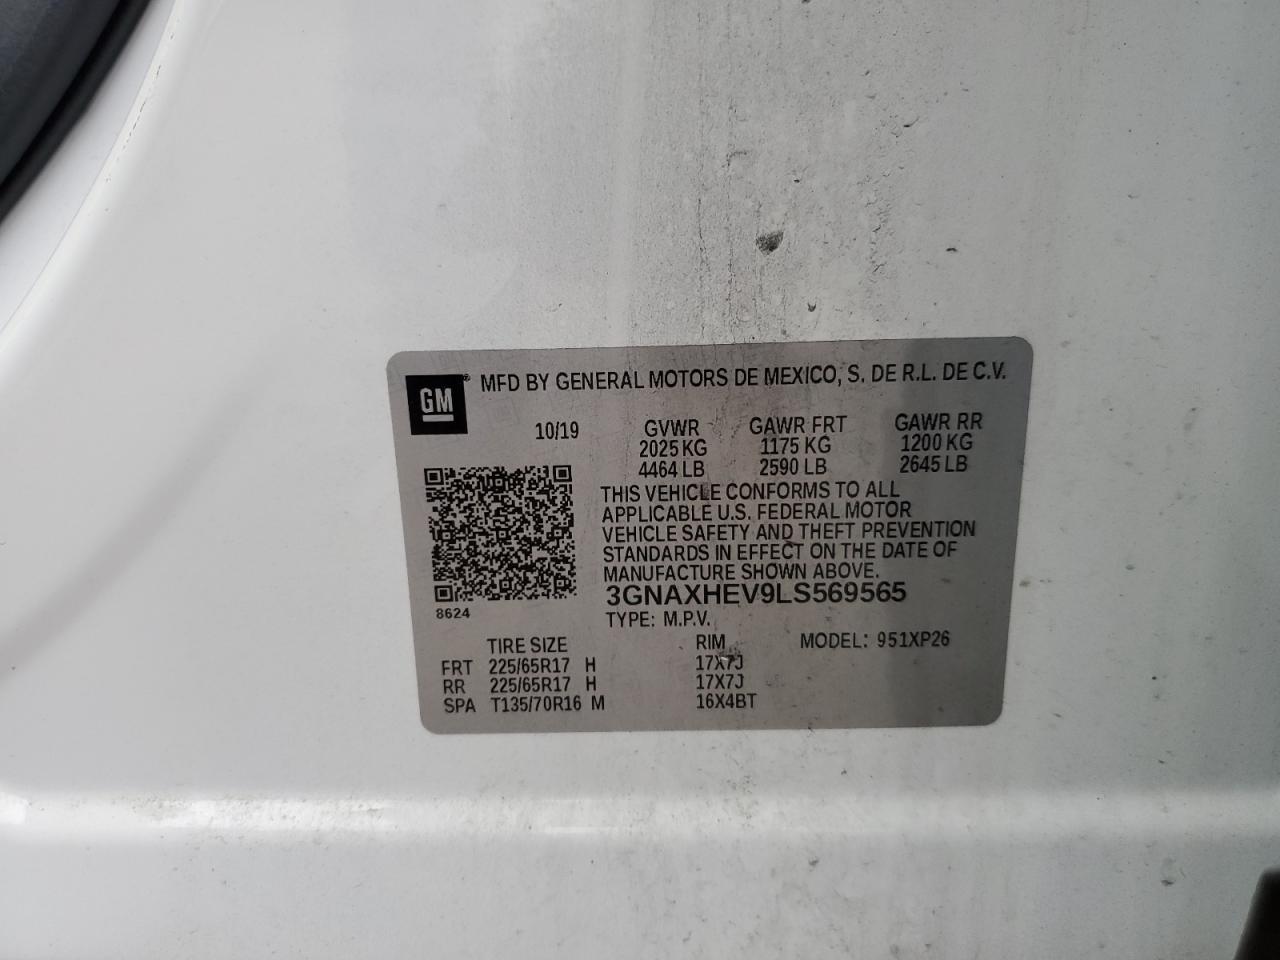 GM ® MFD BY GENERAL MOTORS DE MEXICO, S. DE R.L. DE C.V.
10/19 GVWR GAWR FRT GAWR RR
2025 KG 1175 KG 1200 KG
4464 LB 2590 LB 2645 LB
THIS VEHICLE CONFORMS TO ALL
APPLICABLE U.S. FEDERAL MOTOR
VEHICLE SAFETY AND THEFT PREVENTION
STANDARDS IN EFFECT ON THE DATE OF
MANUFACTURE SHOWN ABOVE.
3GNAXHEV9LS569565
8624
TYPE: M.P.V.
TIRE SIZE RIM MODEL: 951XP26
FRT 225/65R17 H 17X7J
RR 225/65R17 H 17X7J
SPA T135/70R16 M 16X4BT